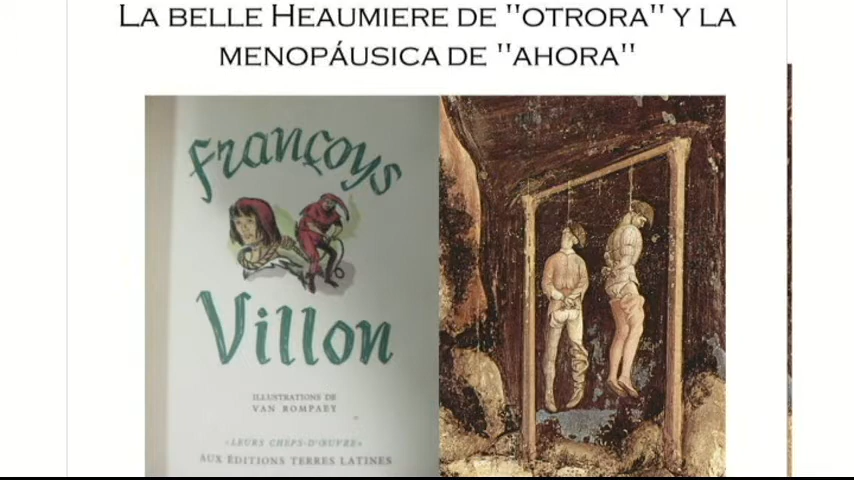 LA BELLE HEAUMIERE DE "OTRORA" Y LA
MENOPÁUSICA DE "AHORA"
Françoys
Villon
ILLUSTRATIONS DE
VAN ROMPAEY
«LEURS CHEFS-D'ŒUVRE»
AUX ÉDITIONS TERRES LATINES